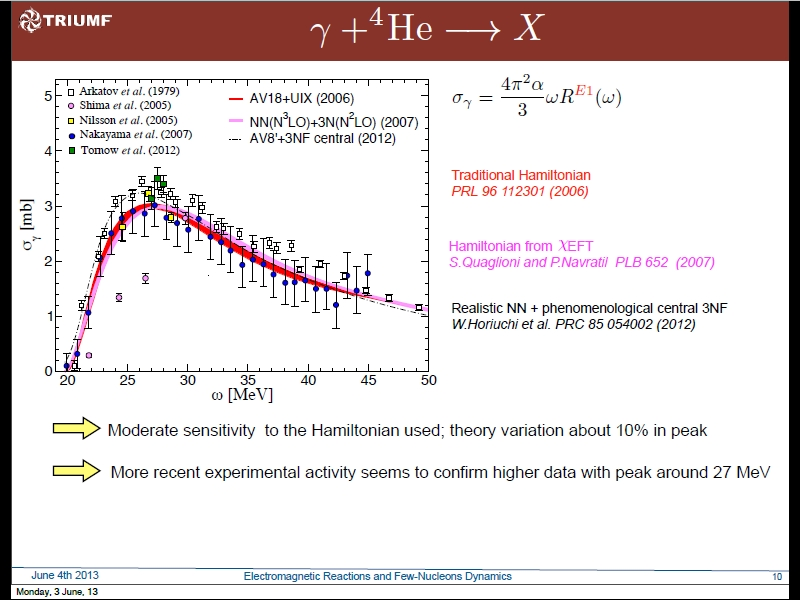 TRIUMF
γ + ⁴He ⟶ X
Arkatov et al. (1979)
Shima et al. (2005)
Nilsson et al. (2005)
Nakayama et al. (2007)
Tornow et al. (2012)
AV18+UIX (2006)
NN(N³LO)+3N(N²LO) (2007)
AV8'+3NF central (2012)
5
4
3
2
1
0
σγ [mb]
20 25 30 35 40 45 50
ω [MeV]
σγ = 4π²α/3 ωR^E1(ω)
Traditional Hamiltonian
PRL 96 112301 (2006)
Hamiltonian from χEFT
S.Quaglioni and P.Navratil PLB 652 (2007)
Realistic NN + phenomenological central 3NF
W.Horiuchi et al. PRC 85 054002 (2012)
Moderate sensitivity to the Hamiltonian used; theory variation about 10% in peak
More recent experimental activity seems to confirm higher data with peak around 27 MeV
June 4th 2013
Electromagnetic Reactions and Few-Nucleons Dynamics
10
Monday, 3 June, 13